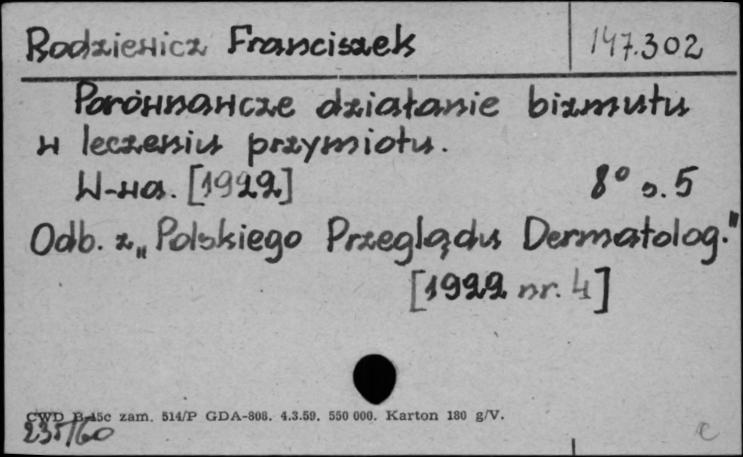 Rodziewicz Franciszek 147.302
Porównawcze działanie bizmutu
w leczeniu przymiotu.
W-wa. [1922] 8° s. 5
Odb. z „Polskiego Przeglądu Dermatolog."
[1922 nr. 4]
CWD B-15c zam. 514/P GDA-808. 4.3.59. 550 000. Karton 180 g/V.
235/60
c